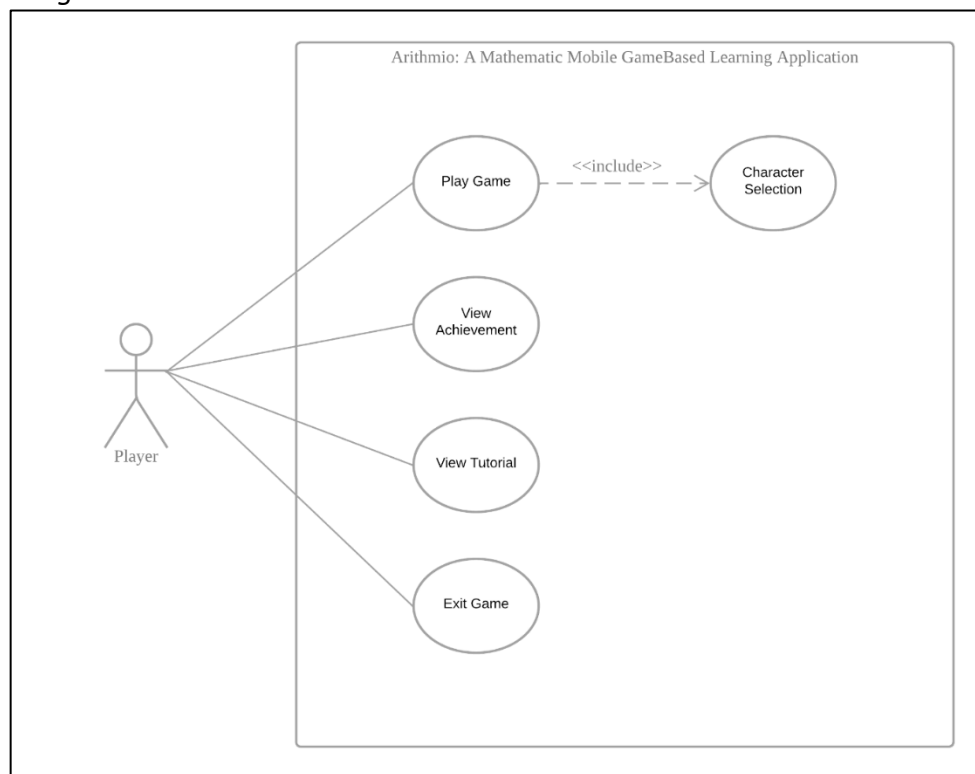 Arithmio: A Mathematic Mobile GameBased Learning Application
Play Game
<<include>>
Character
Selection
View
Achievement
View Tutorial
Player
Exit Game